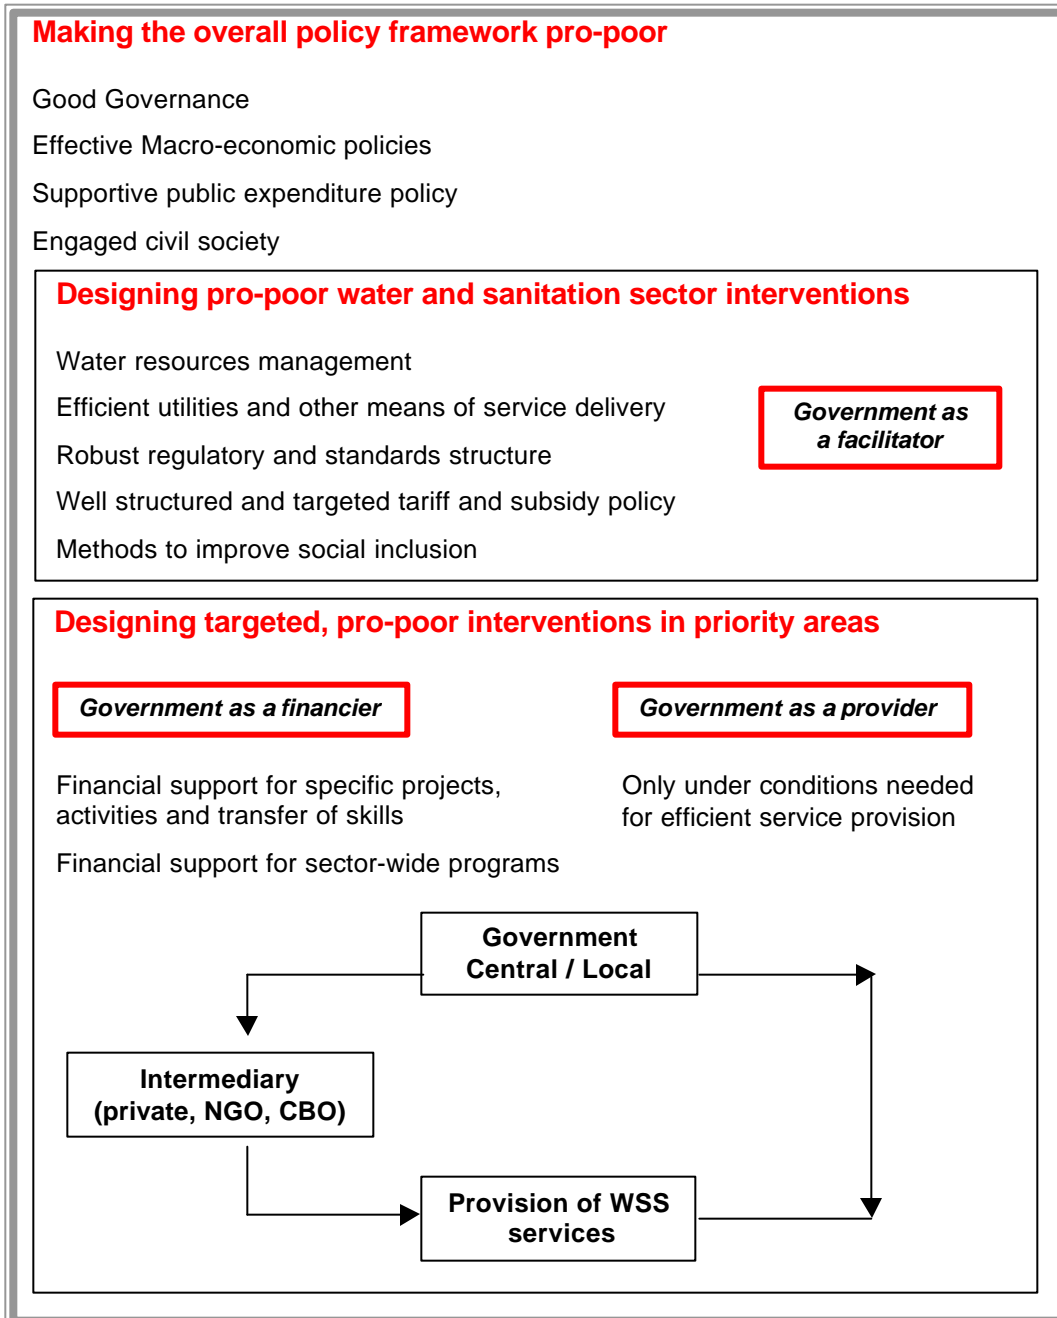 Making the overall policy framework pro-poor
Good Governance
Effective Macro-economic policies
Supportive public expenditure policy
Engaged civil society
Designing pro-poor water and sanitation sector interventions
Water resources management
Efficient utilities and other means of service delivery
Robust regulatory and standards structure
Well structured and targeted tariff and subsidy policy
Methods to improve social inclusion
Government as
a facilitator
Designing targeted, pro-poor interventions in priority areas
Government as a financier
Government as a provider
Financial support for specific projects,
activities and transfer of skills
Financial support for sector-wide programs
Only under conditions needed
for efficient service provision
Government
Central / Local
Intermediary
(private, NGO, CBO)
Provision of WSS
services